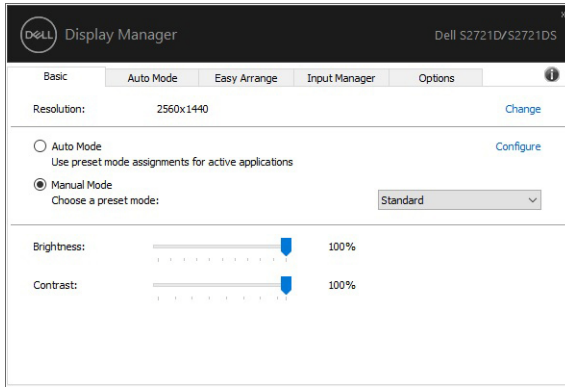 DELL Display Manager Dell S2721D/S2721DS
Basic Auto Mode Easy Arrange Input Manager Options
Resolution: 2560x1440 Change
Auto Mode Configure
Use preset mode assignments for active applications
Manual Mode
Choose a preset mode: Standard
Brightness: 100%
Contrast: 100%